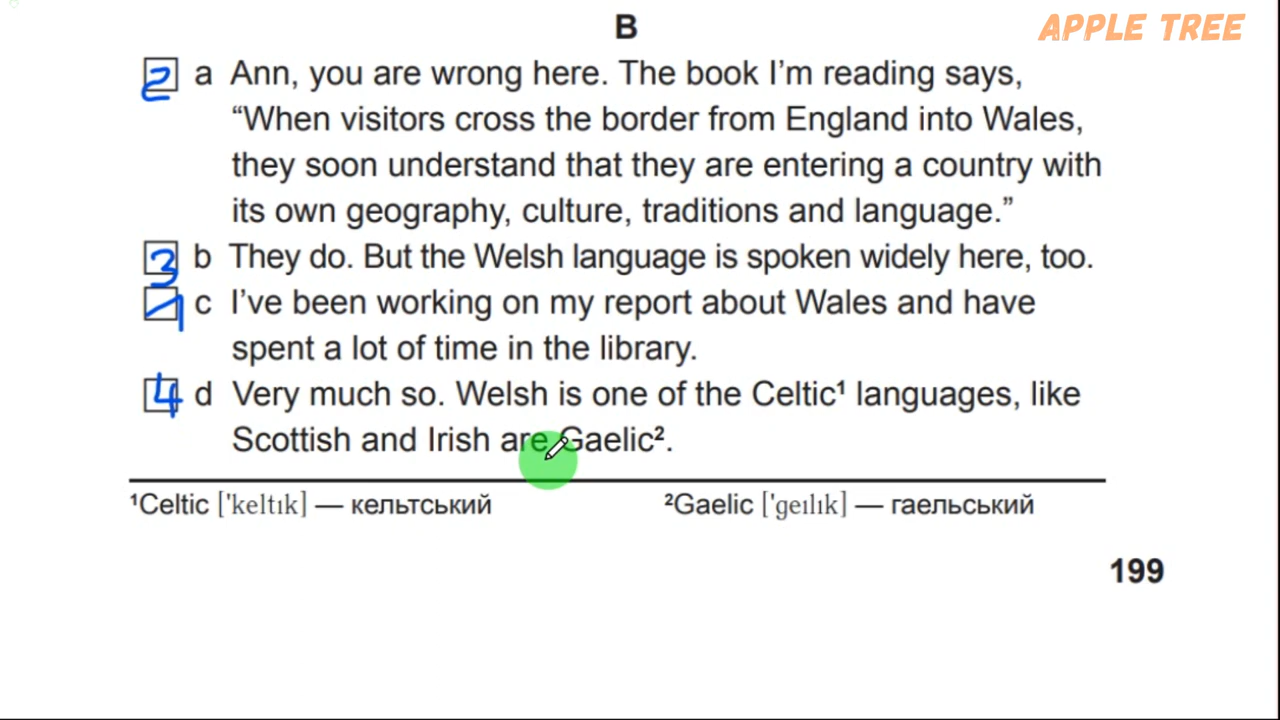 B
APPLE TREE
2 a Ann, you are wrong here. The book I’m reading says,
“When visitors cross the border from England into Wales,
they soon understand that they are entering a country with
its own geography, culture, traditions and language.”
3 b They do. But the Welsh language is spoken widely here, too.
1 c I’ve been working on my report about Wales and have
spent a lot of time in the library.
4 d Very much so. Welsh is one of the Celtic¹ languages, like
Scottish and Irish are Gaelic².
¹Celtic ['keltık] — кельтський ²Gaelic ['geılık] — гаельський
199